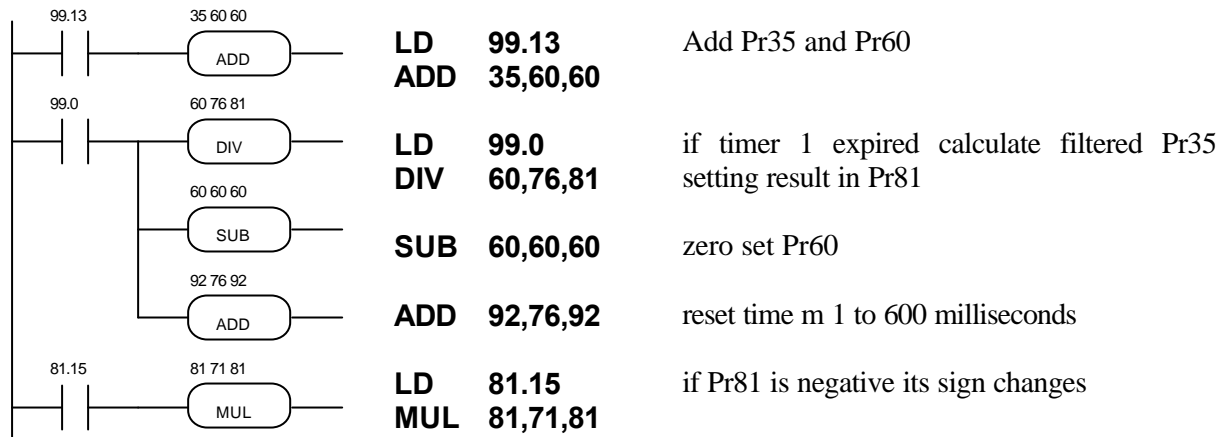 99.13 35 60 60
ADD
LD 99.13 Add Pr35 and Pr60
ADD 35,60,60
99.0 60 76 81
DIV
LD 99.0 if timer 1 expired calculate filtered Pr35
DIV 60,76,81 setting result in Pr81
60 60 60
SUB
SUB 60,60,60 zero set Pr60
92 76 92
ADD
ADD 92,76,92 reset time m 1 to 600 milliseconds
81.15 81 71 81
MUL
LD 81.15 if Pr81 is negative its sign changes
MUL 81,71,81